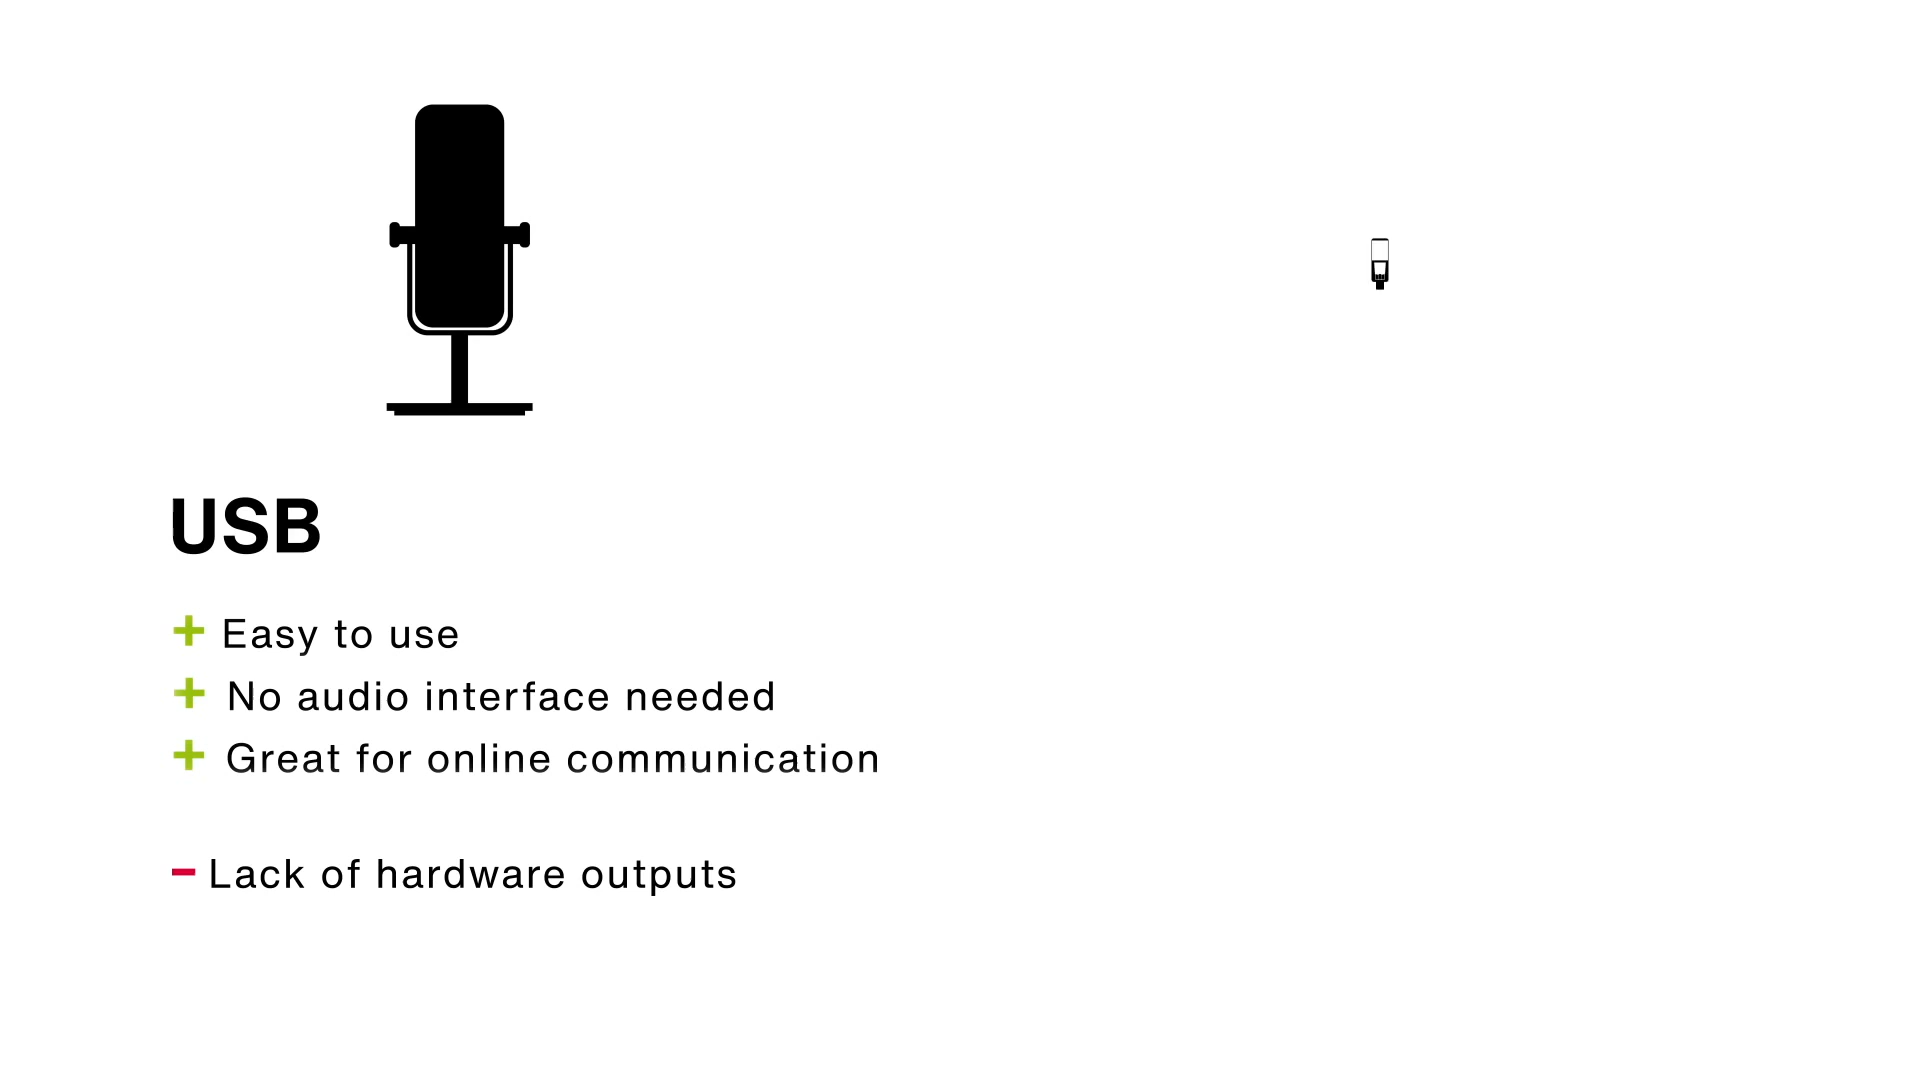 USB
+ Easy to use
+ No audio interface needed
+ Great for online communication
- Lack of hardware outputs